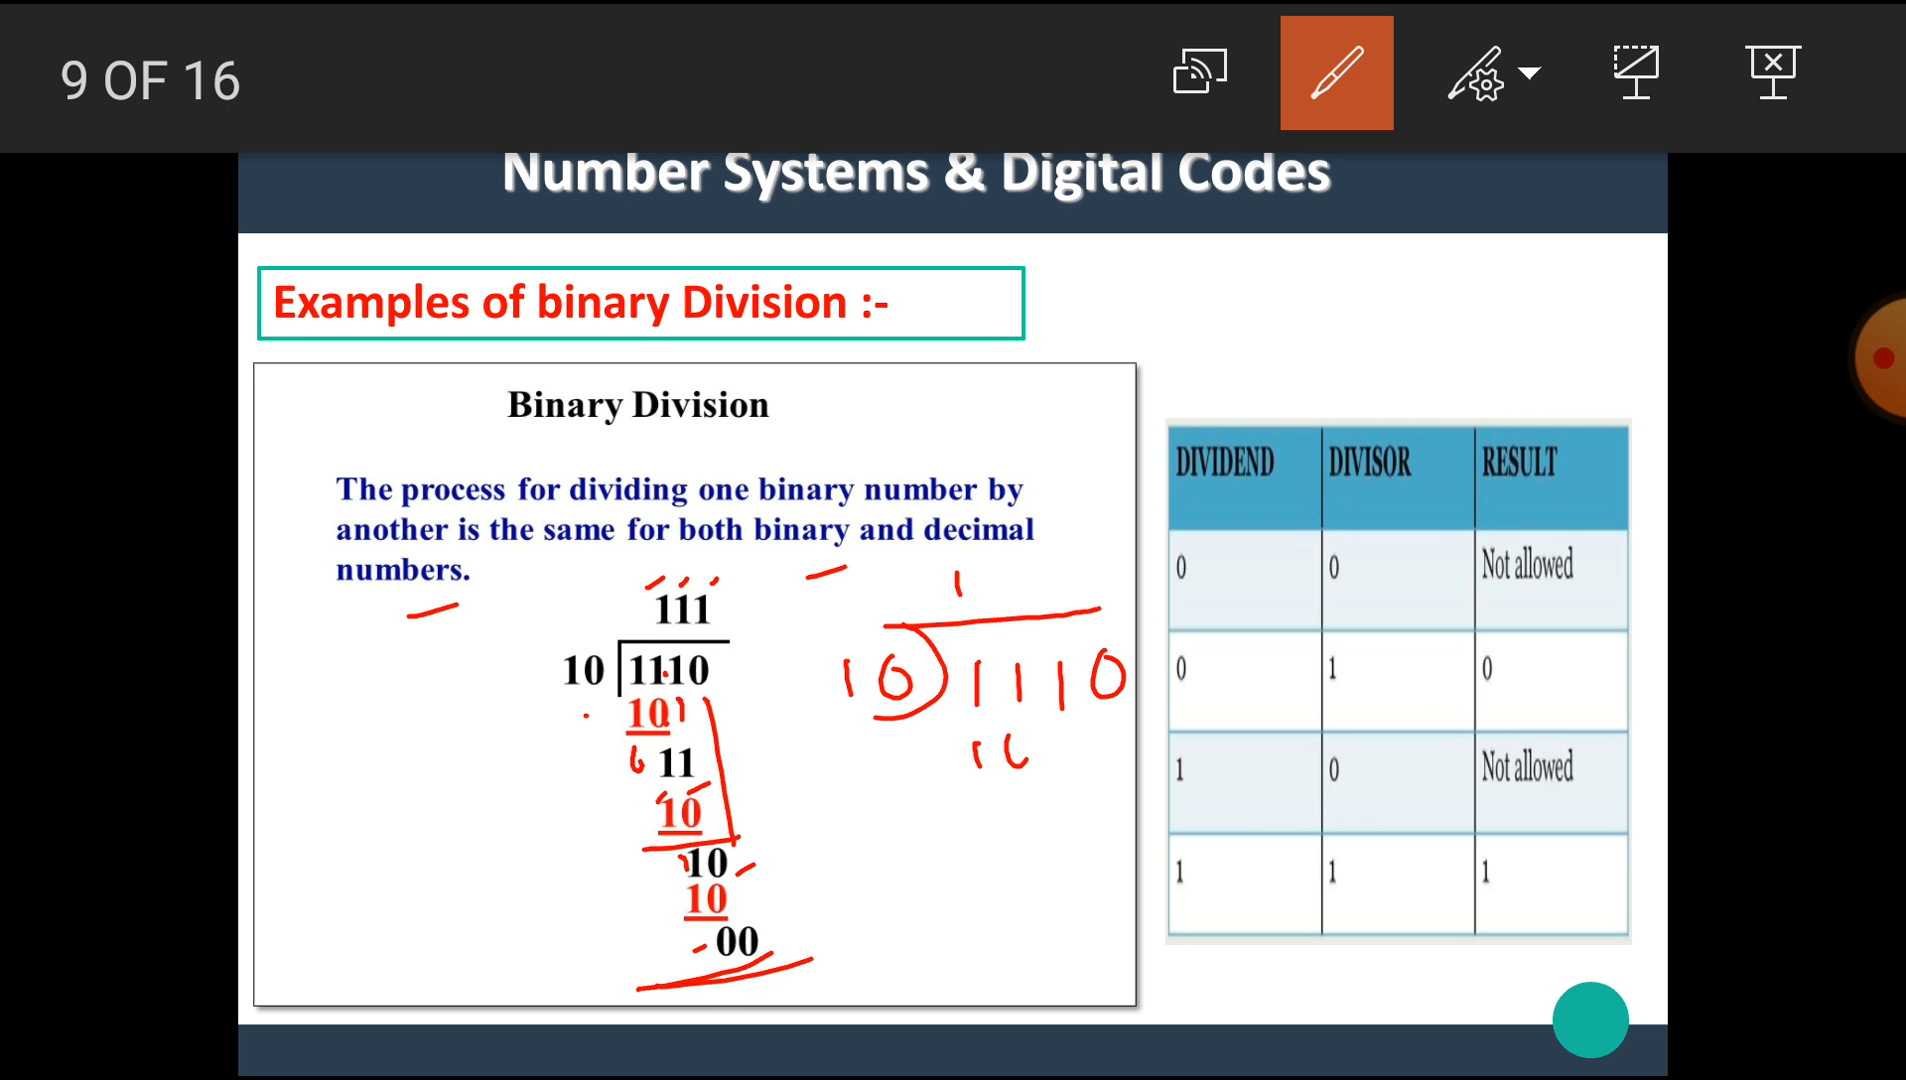 9 OF 16
Number Systems & Digital Codes
Examples of binary Division :-
Binary Division
The process for dividing one binary number by
another is the same for both binary and decimal
numbers.
111
10 1110
10
11
10
10
10
00
1
10) 1110
10
DIVIDEND DIVISOR RESULT
0 0 Not allowed
0 1 0
1 0 Not allowed
1 1 1